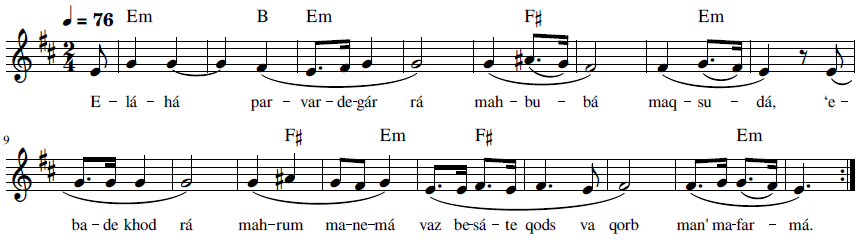 ♩ = 76
Em B Em F♯ Em
2/4
E – lá – há par – var – de – gár rá mah – bu – bá maq – su – dá, ‘e –
9
F♯ Em F♯ Em
ba – de khod rá mah – rum ma – ne – má vaz be – sá – te qods va qorb man' ma – far – má.